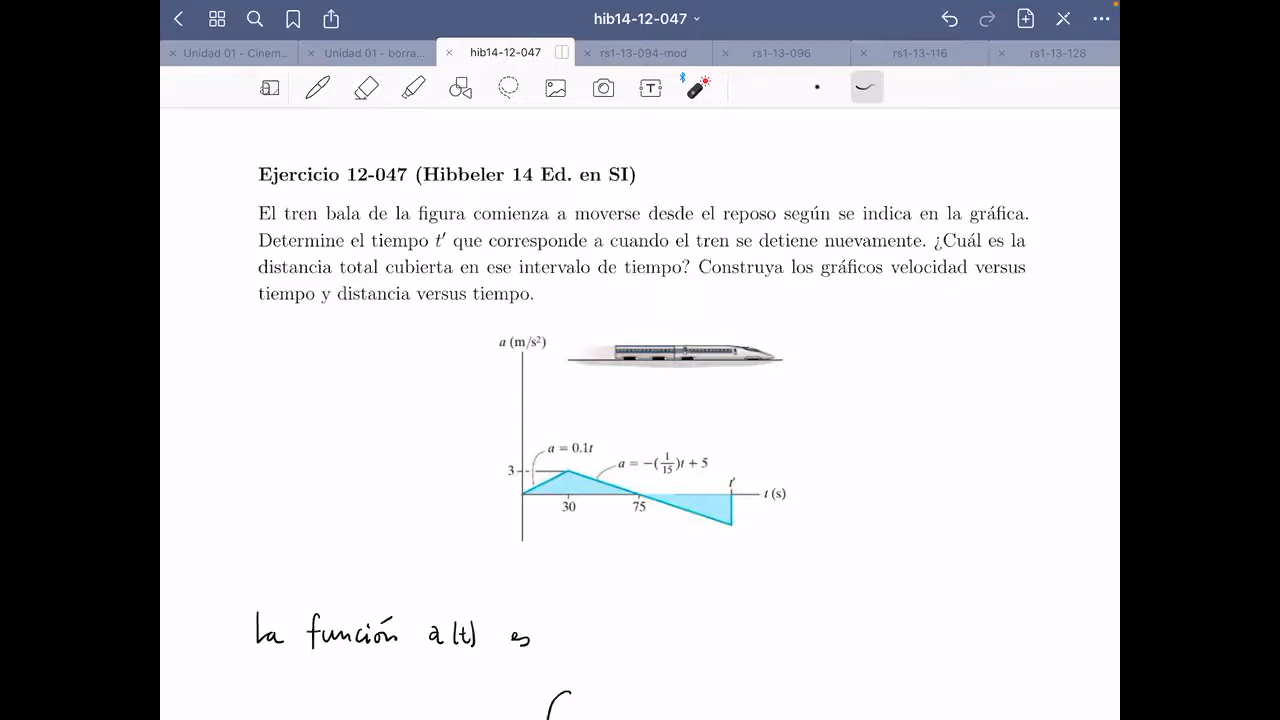 hib14-12-047
Unidad 01 - Cinem...
Unidad 01 - borra...
hib14-12-047
rs1-13-094-mod
rs1-13-096
rs1-13-116
rs1-13-128
T
Ejercicio 12-047 (Hibbeler 14 Ed. en SI)
El tren bala de la figura comienza a moverse desde el reposo según se indica en la gráfica.
Determine el tiempo t′ que corresponde a cuando el tren se detiene nuevamente. ¿Cuál es la
distancia total cubierta en ese intervalo de tiempo? Construya los gráficos velocidad versus
tiempo y distancia versus tiempo.
a (m/s²)
a = 0.1t
a = −(1/15)t + 5
3
t′
t (s)
30
75
La función a(t) es